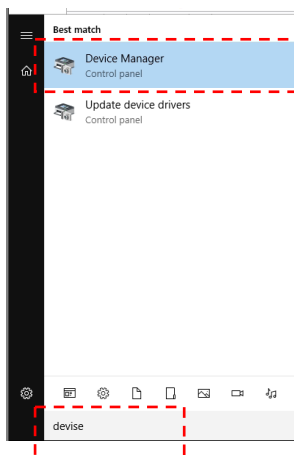 Best match
Device Manager
Control panel
Update device drivers
Control panel
devise